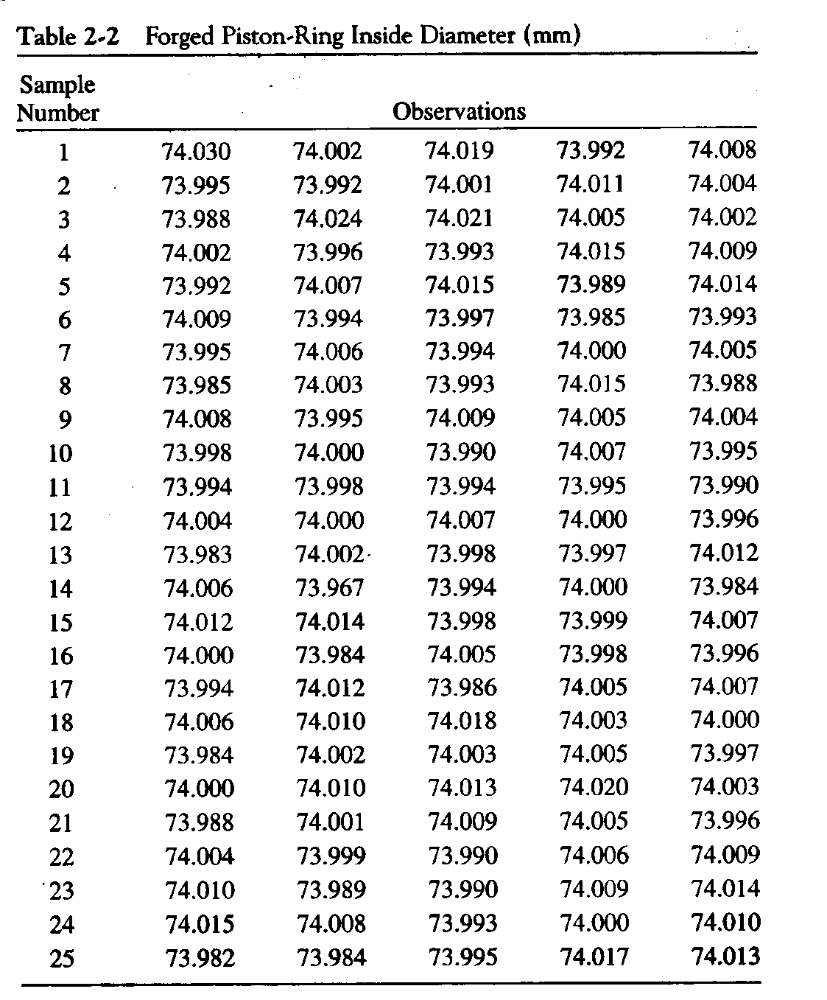 Table 2-2 Forged Piston-Ring Inside Diameter (mm)
Sample
Number Observations
1 74.030 74.002 74.019 73.992 74.008
2 73.995 73.992 74.001 74.011 74.004
3 73.988 74.024 74.021 74.005 74.002
4 74.002 73.996 73.993 74.015 74.009
5 73.992 74.007 74.015 73.989 74.014
6 74.009 73.994 73.997 73.985 73.993
7 73.995 74.006 73.994 74.000 74.005
8 73.985 74.003 73.993 74.015 73.988
9 74.008 73.995 74.009 74.005 74.004
10 73.998 74.000 73.990 74.007 73.995
11 73.994 73.998 73.994 73.995 73.990
12 74.004 74.000 74.007 74.000 73.996
13 73.983 74.002 73.998 73.997 74.012
14 74.006 73.967 73.994 74.000 73.984
15 74.012 74.014 73.998 73.999 74.007
16 74.000 73.984 74.005 73.998 73.996
17 73.994 74.012 73.986 74.005 74.007
18 74.006 74.010 74.018 74.003 74.000
19 73.984 74.002 74.003 74.005 73.997
20 74.000 74.010 74.013 74.020 74.003
21 73.988 74.001 74.009 74.005 73.996
22 74.004 73.999 73.990 74.006 74.009
23 74.010 73.989 73.990 74.009 74.014
24 74.015 74.008 73.993 74.000 74.010
25 73.982 73.984 73.995 74.017 74.013